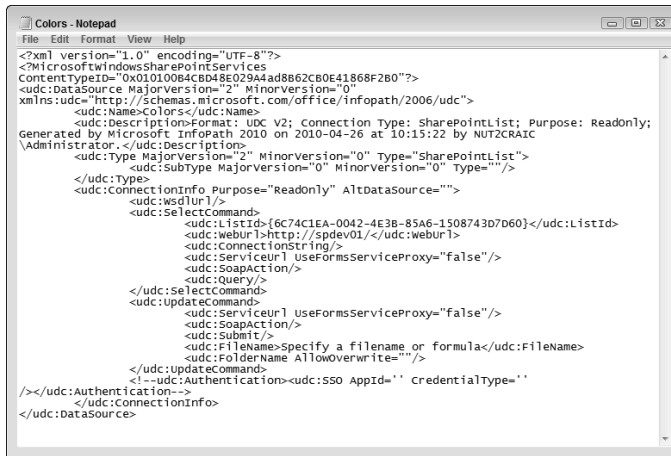 Colors - Notepad
File Edit Format View Help
<?xml version="1.0" encoding="UTF-8"?>
<?MicrosoftWindowsSharePointServices
ContentTypeID="0x010100B4CBD48E029A4ad8B62CB0E41868F2B0"?>
<udc:DataSource MajorVersion="2" MinorVersion="0"
xmlns:udc="http://schemas.microsoft.com/office/infopath/2006/udc">
        <udc:Name>Colors</udc:Name>
        <udc:Description>Format: UDC V2; Connection Type: SharePointList; Purpose: ReadOnly;
Generated by Microsoft InfoPath 2010 on 2010-04-26 at 10:15:22 by NUT2CRAIC
\Administrator.</udc:Description>
        <udc:Type MajorVersion="2" MinorVersion="0" Type="SharePointList">
                <udc:SubType MajorVersion="0" MinorVersion="0" Type=""/>
        </udc:Type>
        <udc:ConnectionInfo Purpose="ReadOnly" AltDataSource="">
                <udc:WsdlUrl/>
                <udc:SelectCommand>
                        <udc:ListId>{6C74C1EA-0042-4E3B-85A6-1508743D7D60}</udc:ListId>
                        <udc:WebUrl>http://spdev01/</udc:WebUrl>
                        <udc:ConnectionString/>
                        <udc:ServiceUrl UseFormsServiceProxy="false"/>
                        <udc:SoapAction/>
                        <udc:Query/>
                </udc:SelectCommand>
                <udc:UpdateCommand>
                        <udc:ServiceUrl UseFormsServiceProxy="false"/>
                        <udc:SoapAction/>
                        <udc:Submit/>
                        <udc:FileName>Specify a filename or formula</udc:FileName>
                        <udc:FolderName AllowOverwrite=""/>
                </udc:UpdateCommand>
                <!--udc:Authentication><udc:SSO AppId='' CredentialType=''
/></udc:Authentication-->
        </udc:ConnectionInfo>
</udc:DataSource>